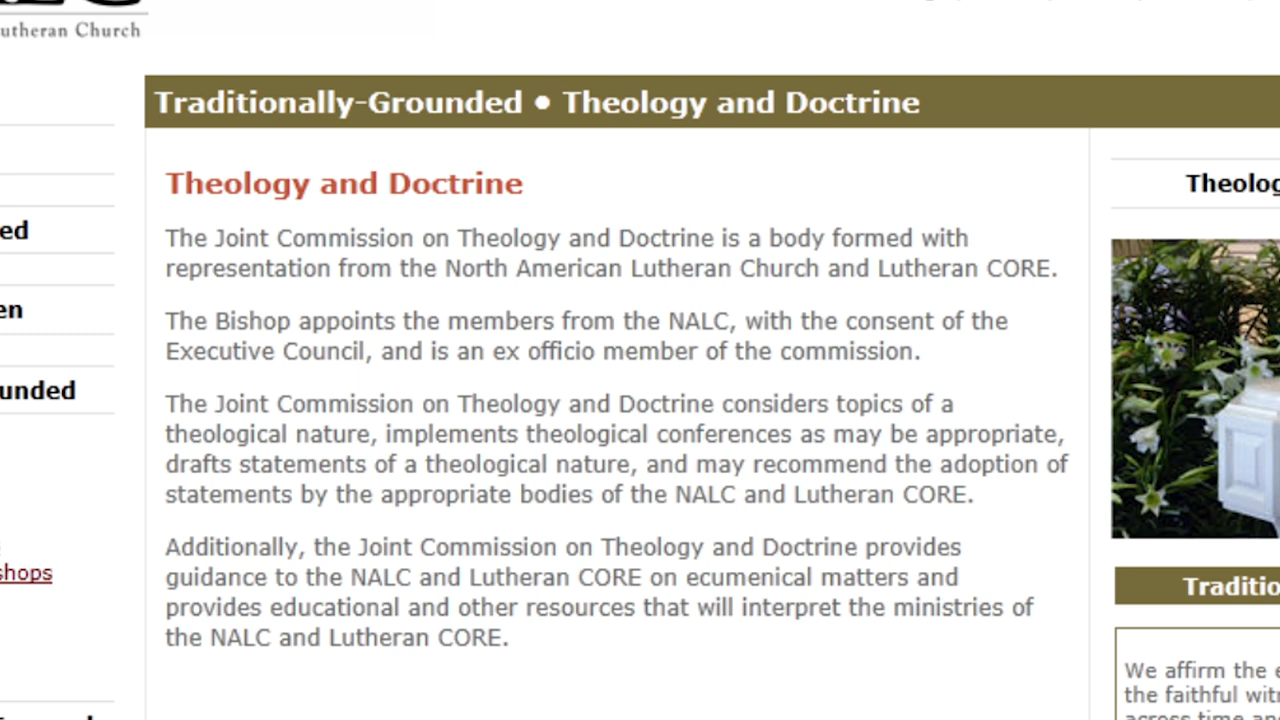 Lutheran Church
Traditionally-Grounded • Theology and Doctrine
ed
en
unded
shops
Theology and Doctrine
The Joint Commission on Theology and Doctrine is a body formed with
representation from the North American Lutheran Church and Lutheran CORE.
The Bishop appoints the members from the NALC, with the consent of the
Executive Council, and is an ex officio member of the commission.
The Joint Commission on Theology and Doctrine considers topics of a
theological nature, implements theological conferences as may be appropriate,
drafts statements of a theological nature, and may recommend the adoption of
statements by the appropriate bodies of the NALC and Lutheran CORE.
Additionally, the Joint Commission on Theology and Doctrine provides
guidance to the NALC and Lutheran CORE on ecumenical matters and
provides educational and other resources that will interpret the ministries of
the NALC and Lutheran CORE.
Theolog
Traditio
We affirm the e
the faithful wit
across time an